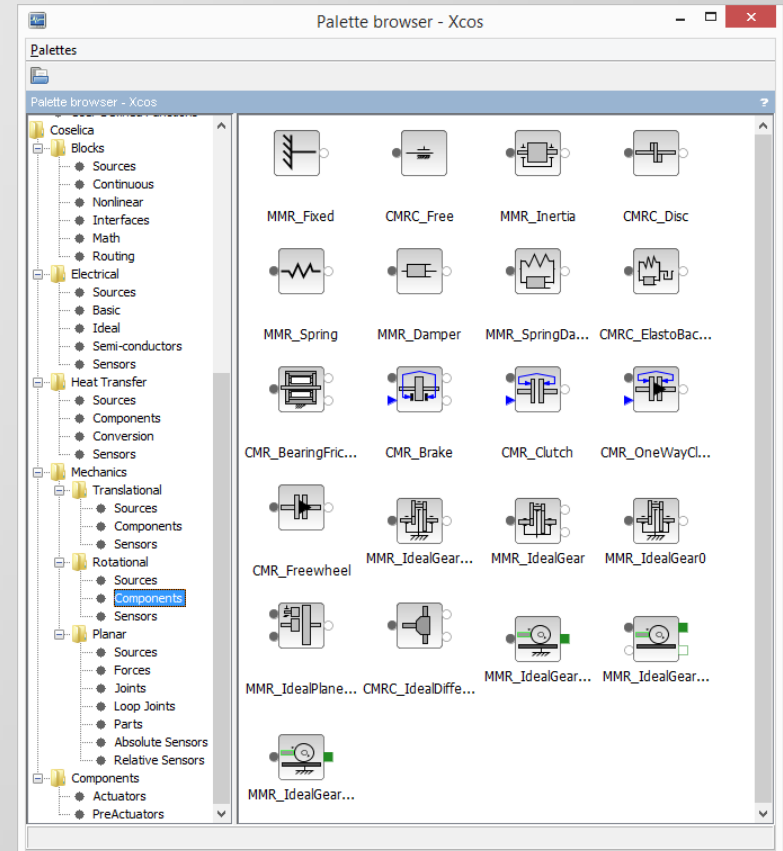 Palette browser - Xcos
Palettes
Palette browser - Xcos
?
Coselica
Blocks
Sources
Continuous
Nonlinear
Interfaces
Math
Routing
Electrical
Sources
Basic
Ideal
Semi-conductors
Sensors
Heat Transfer
Sources
Components
Conversion
Sensors
Mechanics
Translational
Sources
Components
Sensors
Rotational
Sources
Components
Sensors
Planar
Sources
Forces
Joints
Loop Joints
Parts
Absolute Sensors
Relative Sensors
Components
Actuators
PreActuators
MMR_Fixed
CMRC_Free
MMR_Inertia
CMRC_Disc
MMR_Spring
MMR_Damper
MMR_SpringDa...
CMRC_ElastoBac...
CMR_BearingFric...
CMR_Brake
CMR_Clutch
CMR_OneWayCl...
CMR_Freewheel
MMR_IdealGear...
MMR_IdealGear
MMR_IdealGear0
MMR_IdealPlane...
CMRC_IdealDiffe...
MMR_IdealGear...
MMR_IdealGear...
MMR_IdealGear...